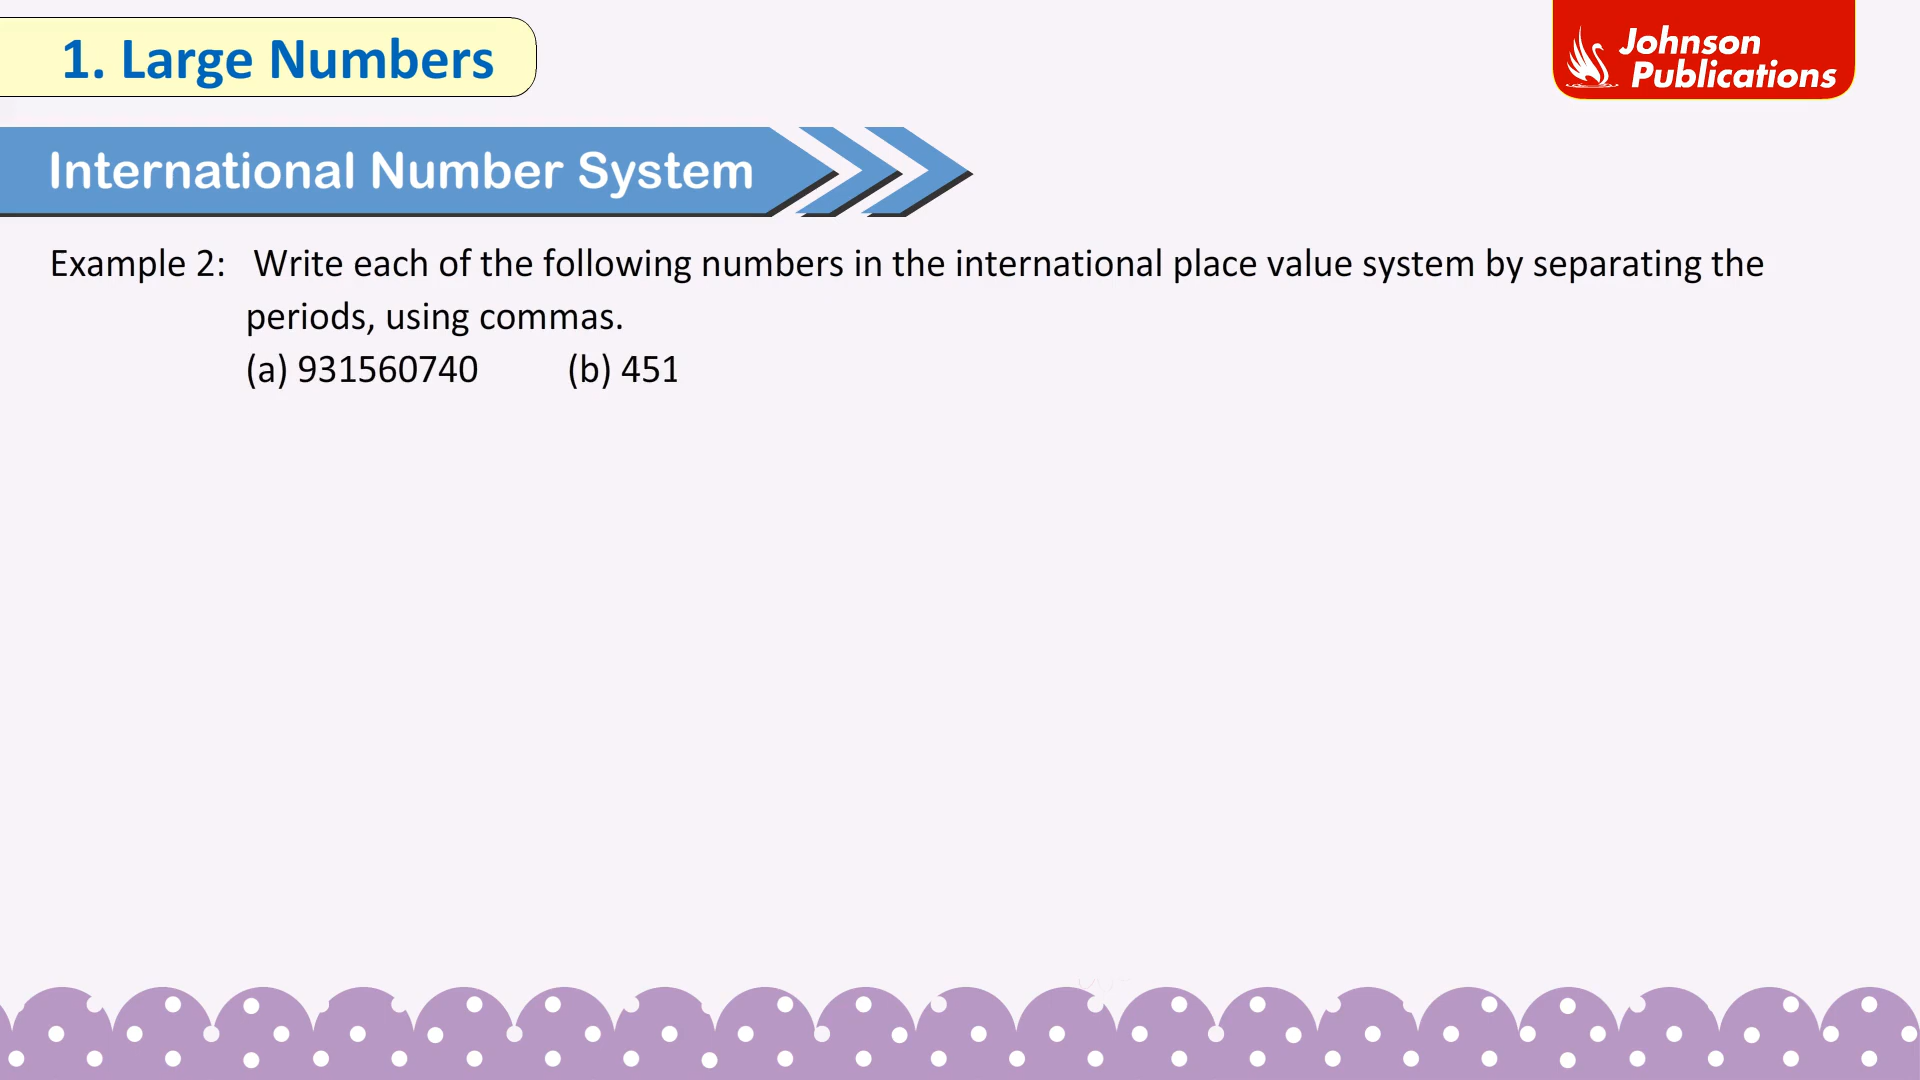 1. Large Numbers
Johnson
Publications
International Number System
Example 2: Write each of the following numbers in the international place value system by separating the
periods, using commas.
(a) 931560740 (b) 451